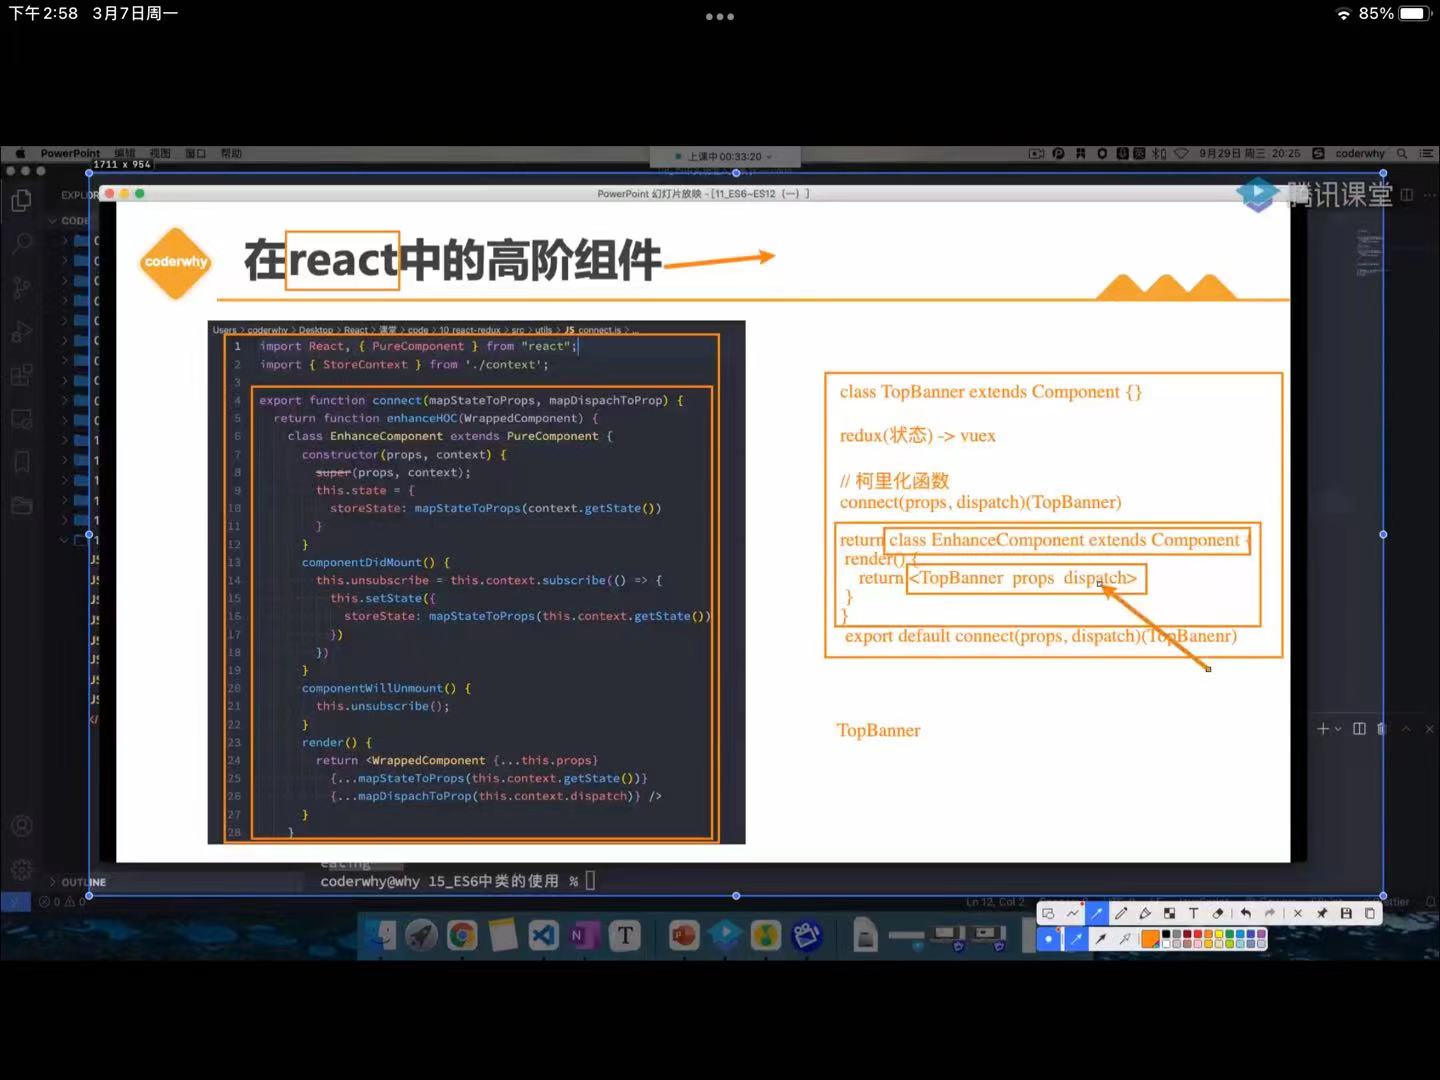 下午2:58 3月7日周一
85%
PowerPoint 编辑 视图 窗口 帮助
上课中 00:33:20
9月29日 周三 20:25
coderwhy
1711 x 954
PowerPoint 幻灯片放映 - [11_ES6~ES12（一）]
腾讯课堂
coderwhy
在react中的高阶组件
Users > coderwhy > Desktop > React > 课堂 > code > 10 react-redux > src > utils > JS connect.js > ...
1 import React, { PureComponent } from "react";
2 import { StoreContext } from './context';
3
4 export function connect(mapStateToProps, mapDispachToProp) {
5 return function enhanceHOC(WrappedComponent) {
6 class EnhanceComponent extends PureComponent {
7 constructor(props, context) {
8 super(props, context);
9 this.state = {
10 storeState: mapStateToProps(context.getState())
11 }
12 }
13 componentDidMount() {
14 this.unsubscribe = this.context.subscribe(() => {
15 this.setState({
16 storeState: mapStateToProps(this.context.getState())
17 })
18 })
19 }
20 componentWillUnmount() {
21 this.unsubscribe();
22 }
23 render() {
24 return <WrappedComponent {...this.props}
25 {...mapStateToProps(this.context.getState())}
26 {...mapDispachToProp(this.context.dispatch)} />
27 }
28 }
class TopBanner extends Component {}
redux(状态) -> vuex
// 柯里化函数
connect(props, dispatch)(TopBanner)
return class EnhanceComponent extends Component {
render() {
return <TopBanner props dispatch>
}
}
export default connect(props, dispatch)(TopBanenr)
TopBanner
OUTLINE
coderwhy@why 15_ES6中类的使用 %
Ln 12, Col 2